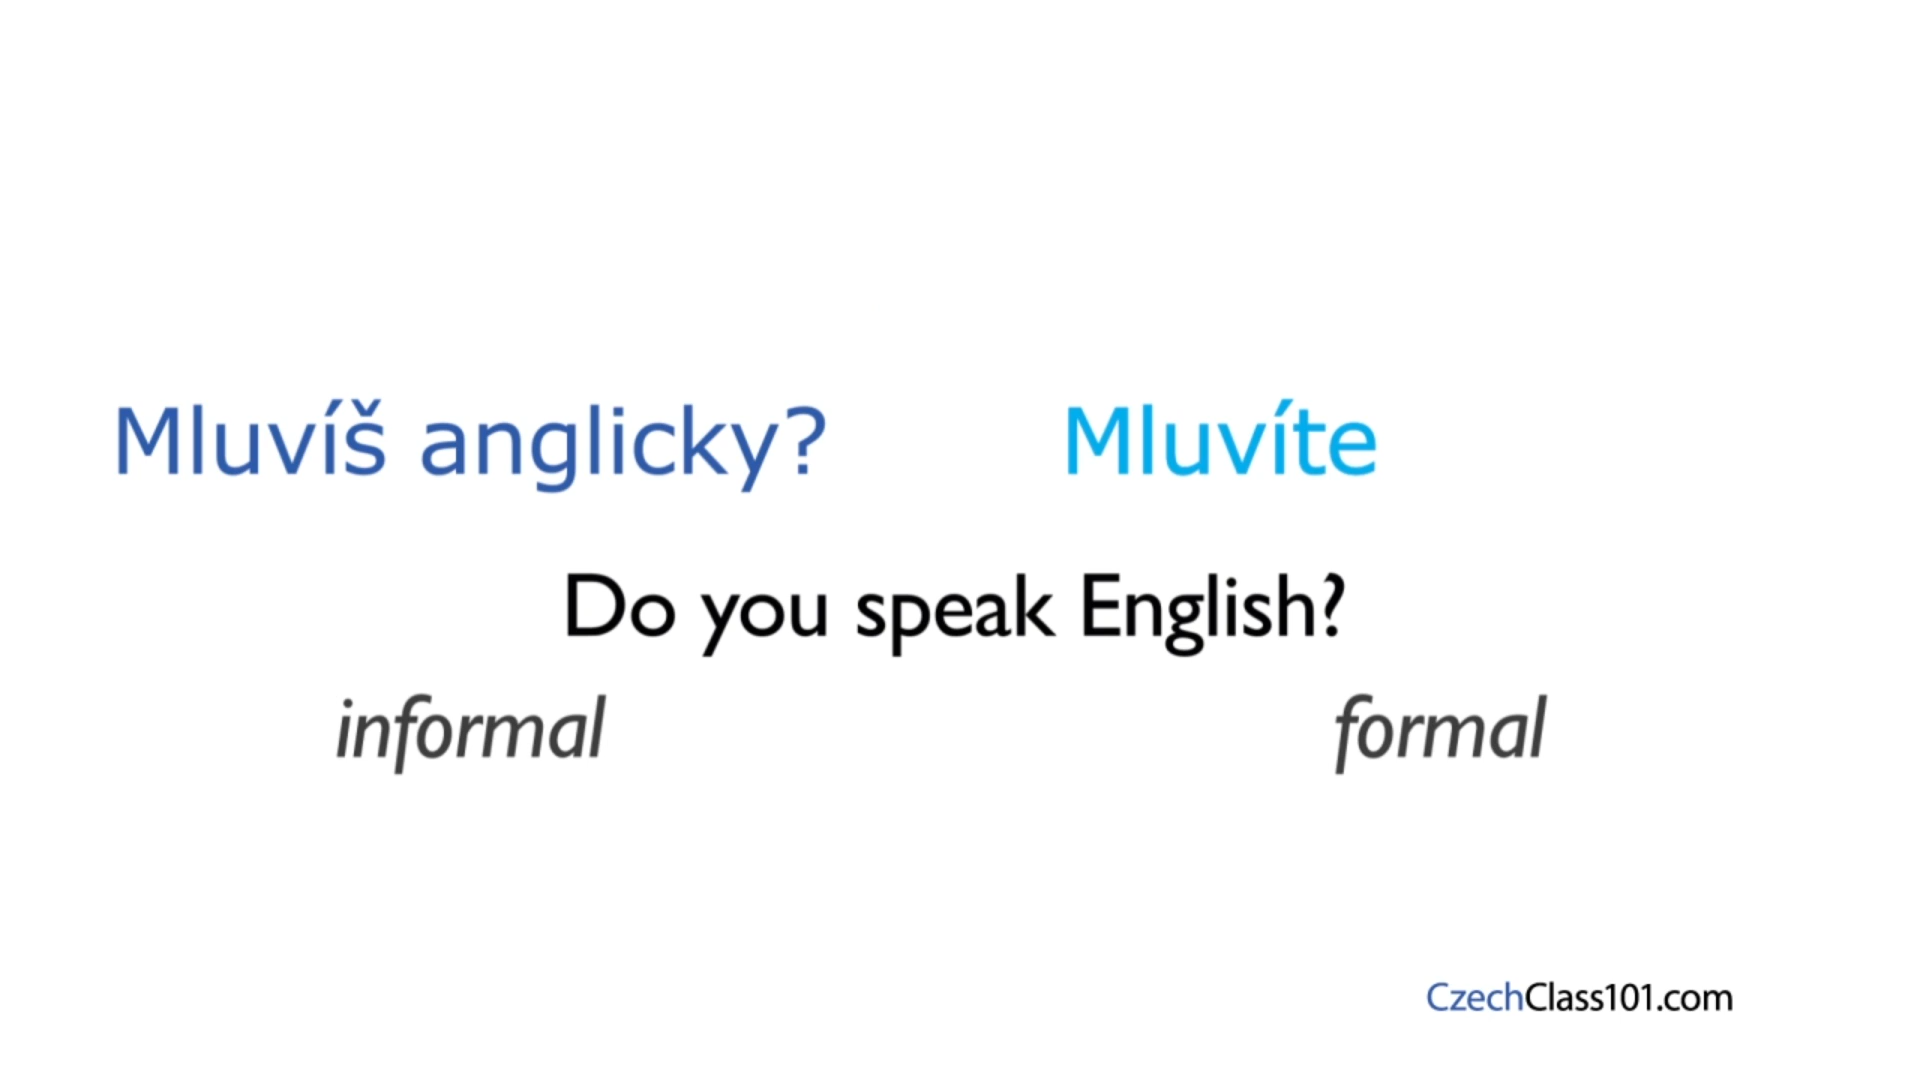 Mluvíš anglicky? Mluvíte
Do you speak English?
informal formal
CzechClass101.com